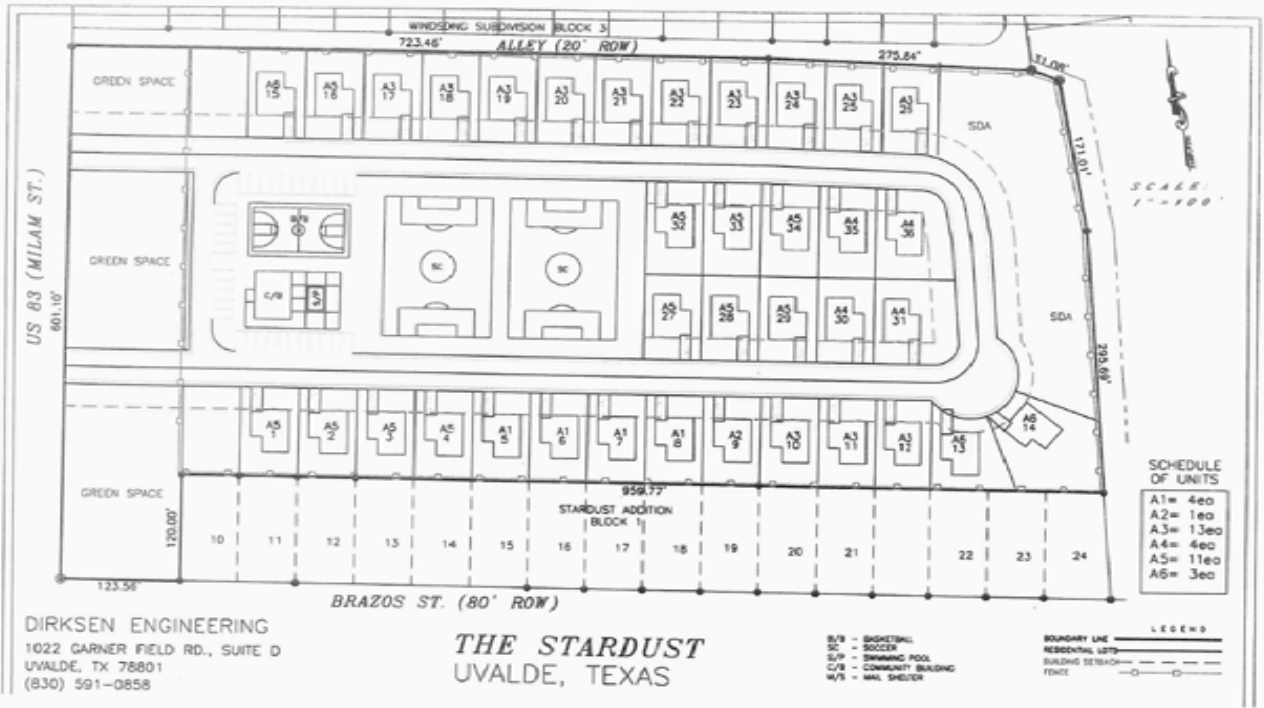 WINDSONG SUBDIVISION BLOCK 3
723.46'
ALLEY (20' ROW)
275.84'
31.08'
GREEN SPACE
A6
15
A5
16
A3
17
A3
18
A3
19
A3
20
A3
21
A3
22
A3
23
A3
24
A3
25
A3
SDA
171.01'
SCALE:
US 83 (MILAM ST.)
601.10'
GREEN SPACE
B/B
SC
SC
C/B
S/P
A5
32
A5
33
A5
34
A4
35
A4
36
A5
27
A5
28
A5
29
A4
30
A4
31
SDA
295.69'
A5
1
A5
2
A5
3
A5
4
A1
5
A1
6
A1
7
A1
8
A2
9
A3
10
A3
11
A3
12
A6
13
A6
14
GREEN SPACE
120.00'
959.77'
STARDUST ADDITION
BLOCK 1
10
11
12
13
14
15
16
17
18
19
20
21
22
23
24
123.56'
BRAZOS ST. (80' ROW)
SCHEDULE
OF UNITS
A1= 4ea
A2= 1ea
A3= 13ea
A4= 4ea
A5= 11ea
A6= 3ea
DIRKSEN ENGINEERING
1022 GARNER FIELD RD., SUITE D
UVALDE, TX 78801
(830) 591-0858
THE STARDUST
UVALDE, TEXAS
B/B - BASKETBALL
SC - SOCCER
S/P - SWIMMING POOL
C/B - COMMUNITY BUILDING
M/S - MAIL SHELTER
LEGEND
BOUNDARY LINE
RESIDENTIAL LOTS
BUILDING SETBACK
FENCE